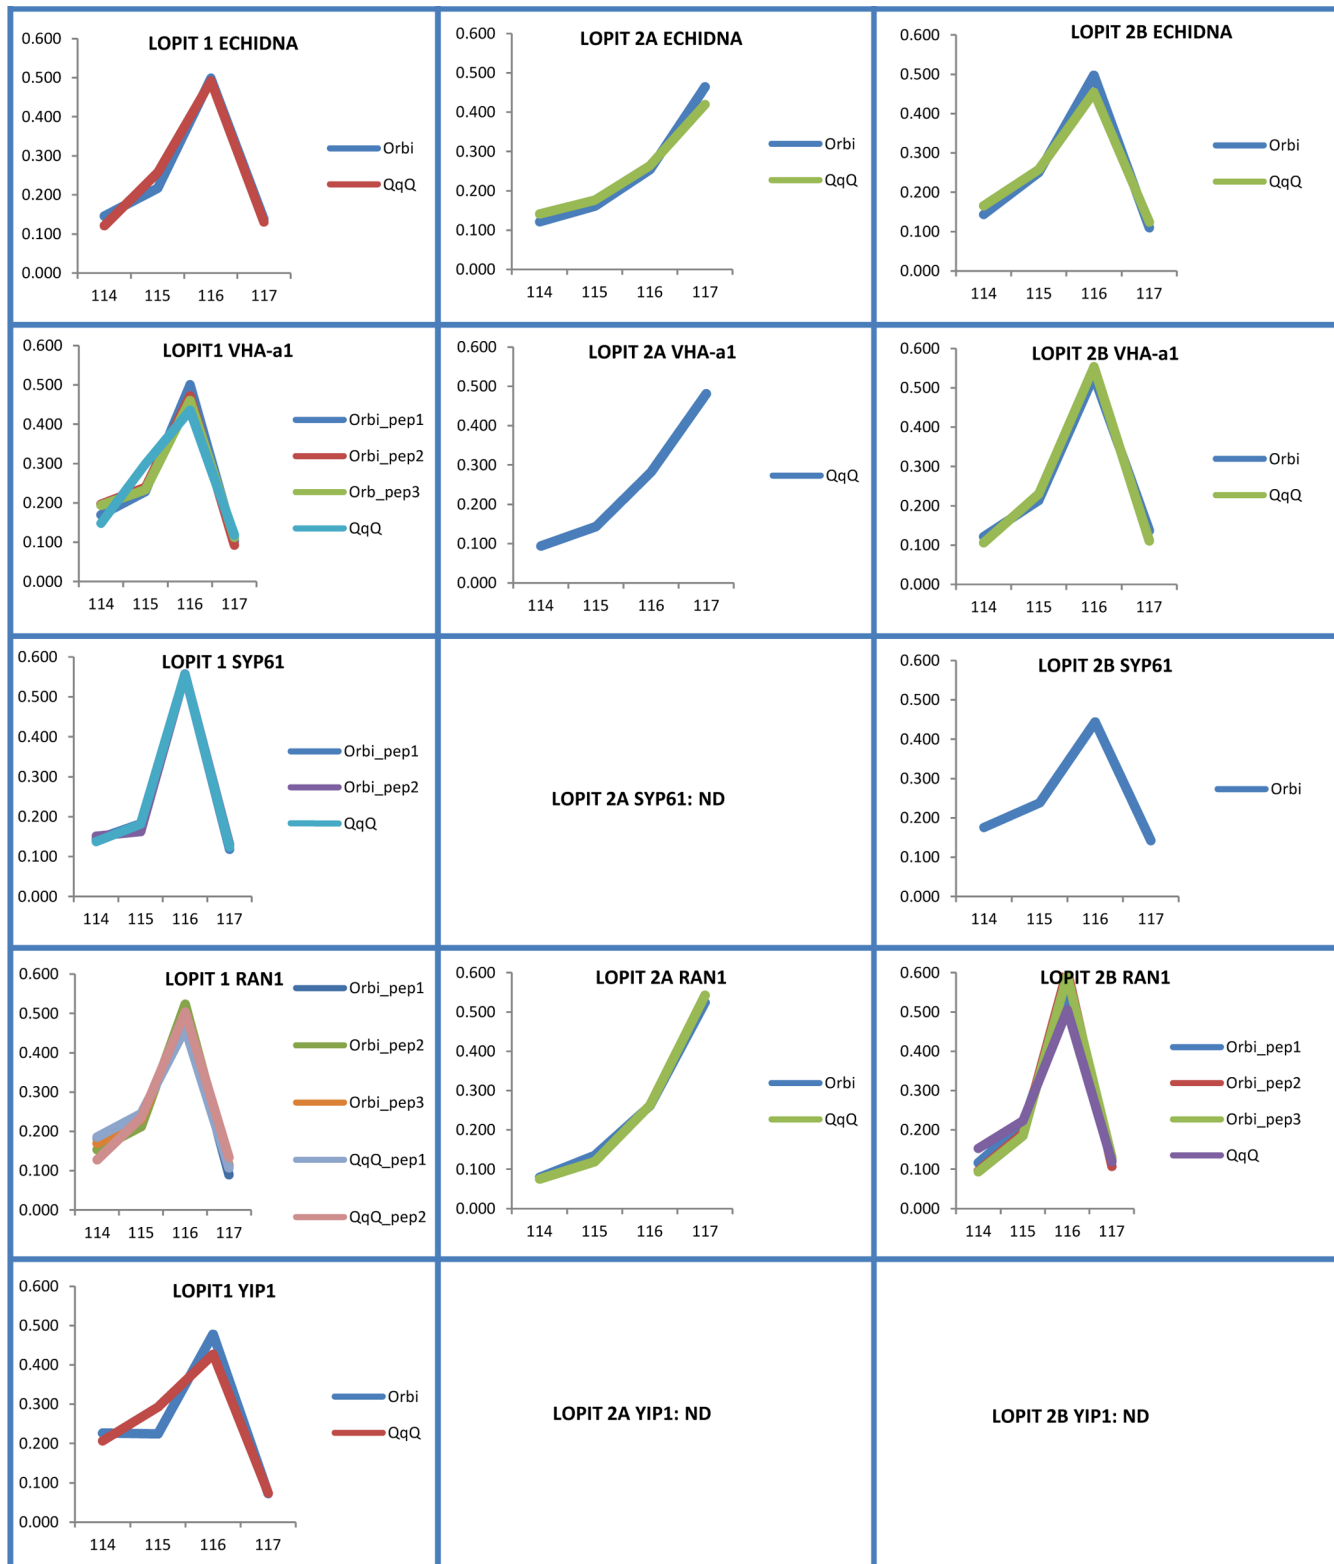 LOPIT 1 ECHIDNA
0.600
0.500
0.400
0.300
0.200
0.100
0.000
114 115 116 117
Orbi
QqQ
LOPIT 2A ECHIDNA
0.600
0.500
0.400
0.300
0.200
0.100
0.000
114 115 116 117
Orbi
QqQ
LOPIT 2B ECHIDNA
0.600
0.500
0.400
0.300
0.200
0.100
0.000
114 115 116 117
Orbi
QqQ
LOPIT1 VHA-a1
0.600
0.500
0.400
0.300
0.200
0.100
0.000
114 115 116 117
Orbi_pep1
Orbi_pep2
Orb_pep3
QqQ
LOPIT 2A VHA-a1
0.600
0.500
0.400
0.300
0.200
0.100
0.000
114 115 116 117
QqQ
LOPIT 2B VHA-a1
0.600
0.500
0.400
0.300
0.200
0.100
0.000
114 115 116 117
Orbi
QqQ
LOPIT 1 SYP61
0.600
0.500
0.400
0.300
0.200
0.100
0.000
114 115 116 117
Orbi_pep1
Orbi_pep2
QqQ
LOPIT 2A SYP61: ND
LOPIT 2B SYP61
0.600
0.500
0.400
0.300
0.200
0.100
0.000
114 115 116 117
Orbi
LOPIT 1 RAN1
0.600
0.500
0.400
0.300
0.200
0.100
0.000
114 115 116 117
Orbi_pep1
Orbi_pep2
Orbi_pep3
QqQ_pep1
QqQ_pep2
LOPIT 2A RAN1
0.600
0.500
0.400
0.300
0.200
0.100
0.000
114 115 116 117
Orbi
QqQ
LOPIT 2B RAN1
0.600
0.500
0.400
0.300
0.200
0.100
0.000
114 115 116 117
Orbi_pep1
Orbi_pep2
Orbi_pep3
QqQ
LOPIT1 YIP1
0.600
0.500
0.400
0.300
0.200
0.100
0.000
114 115 116 117
Orbi
QqQ
LOPIT 2A YIP1: ND
LOPIT 2B YIP1: ND